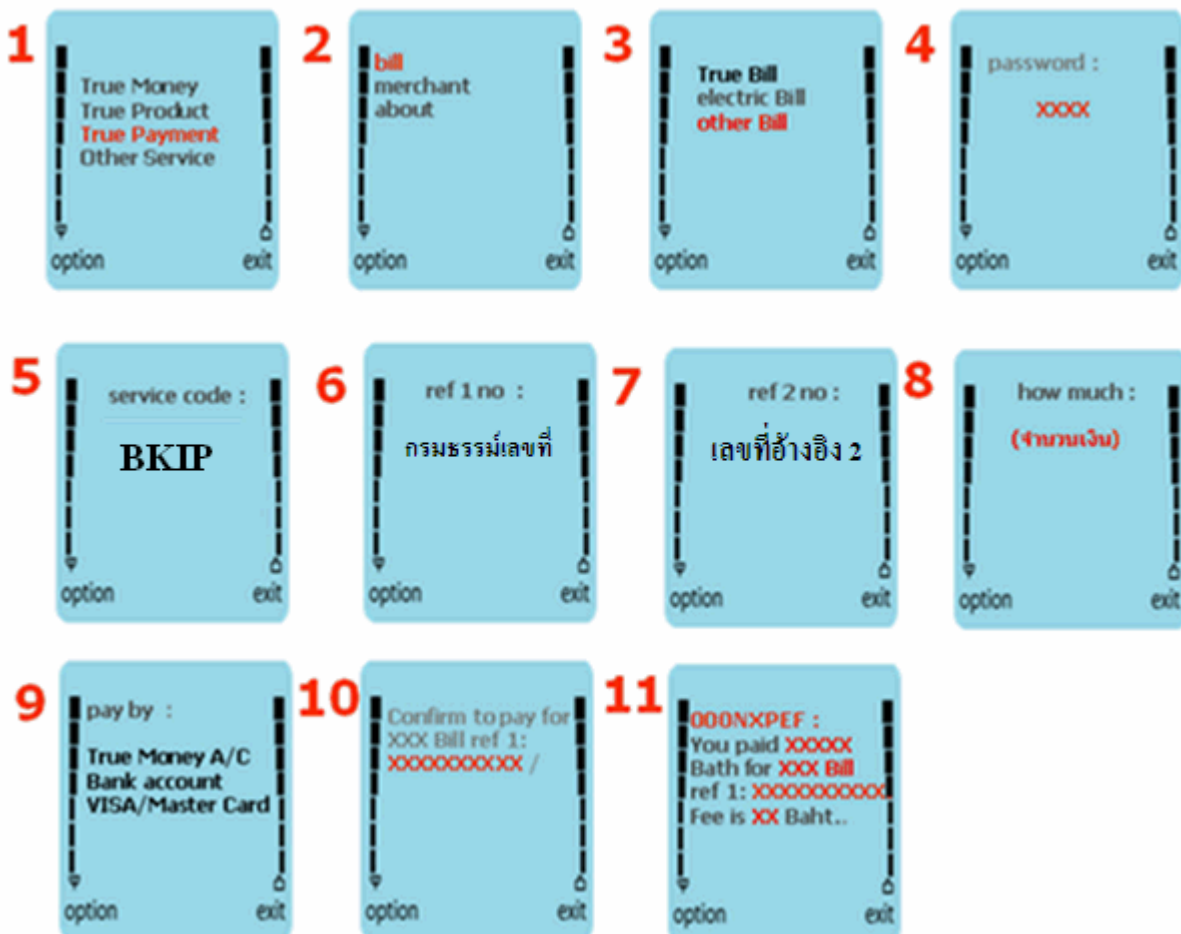 1
True Money
True Product
True Payment
Other Service
option exit
2
bill
merchant
about
option exit
3
True Bill
electric Bill
other Bill
option exit
4
password :
XXXX
option exit
5
service code :
BKIP
option exit
6
ref 1 no :
กรมธรรม์เลขที่
option exit
7
ref 2 no :
เลขที่อ้างอิง 2
option exit
8
how much :
(จำนวนเงิน)
option exit
9
pay by :
True Money A/C
Bank account
VISA/Master Card
option exit
10
Confirm to pay for
XXX Bill ref 1:
XXXXXXXXXX /
option exit
11
0D0NXPEF :
You paid XXXXX
Bath for XXX Bill
ref 1: XXXXXXXXXX
Fee is XX Baht..
option exit